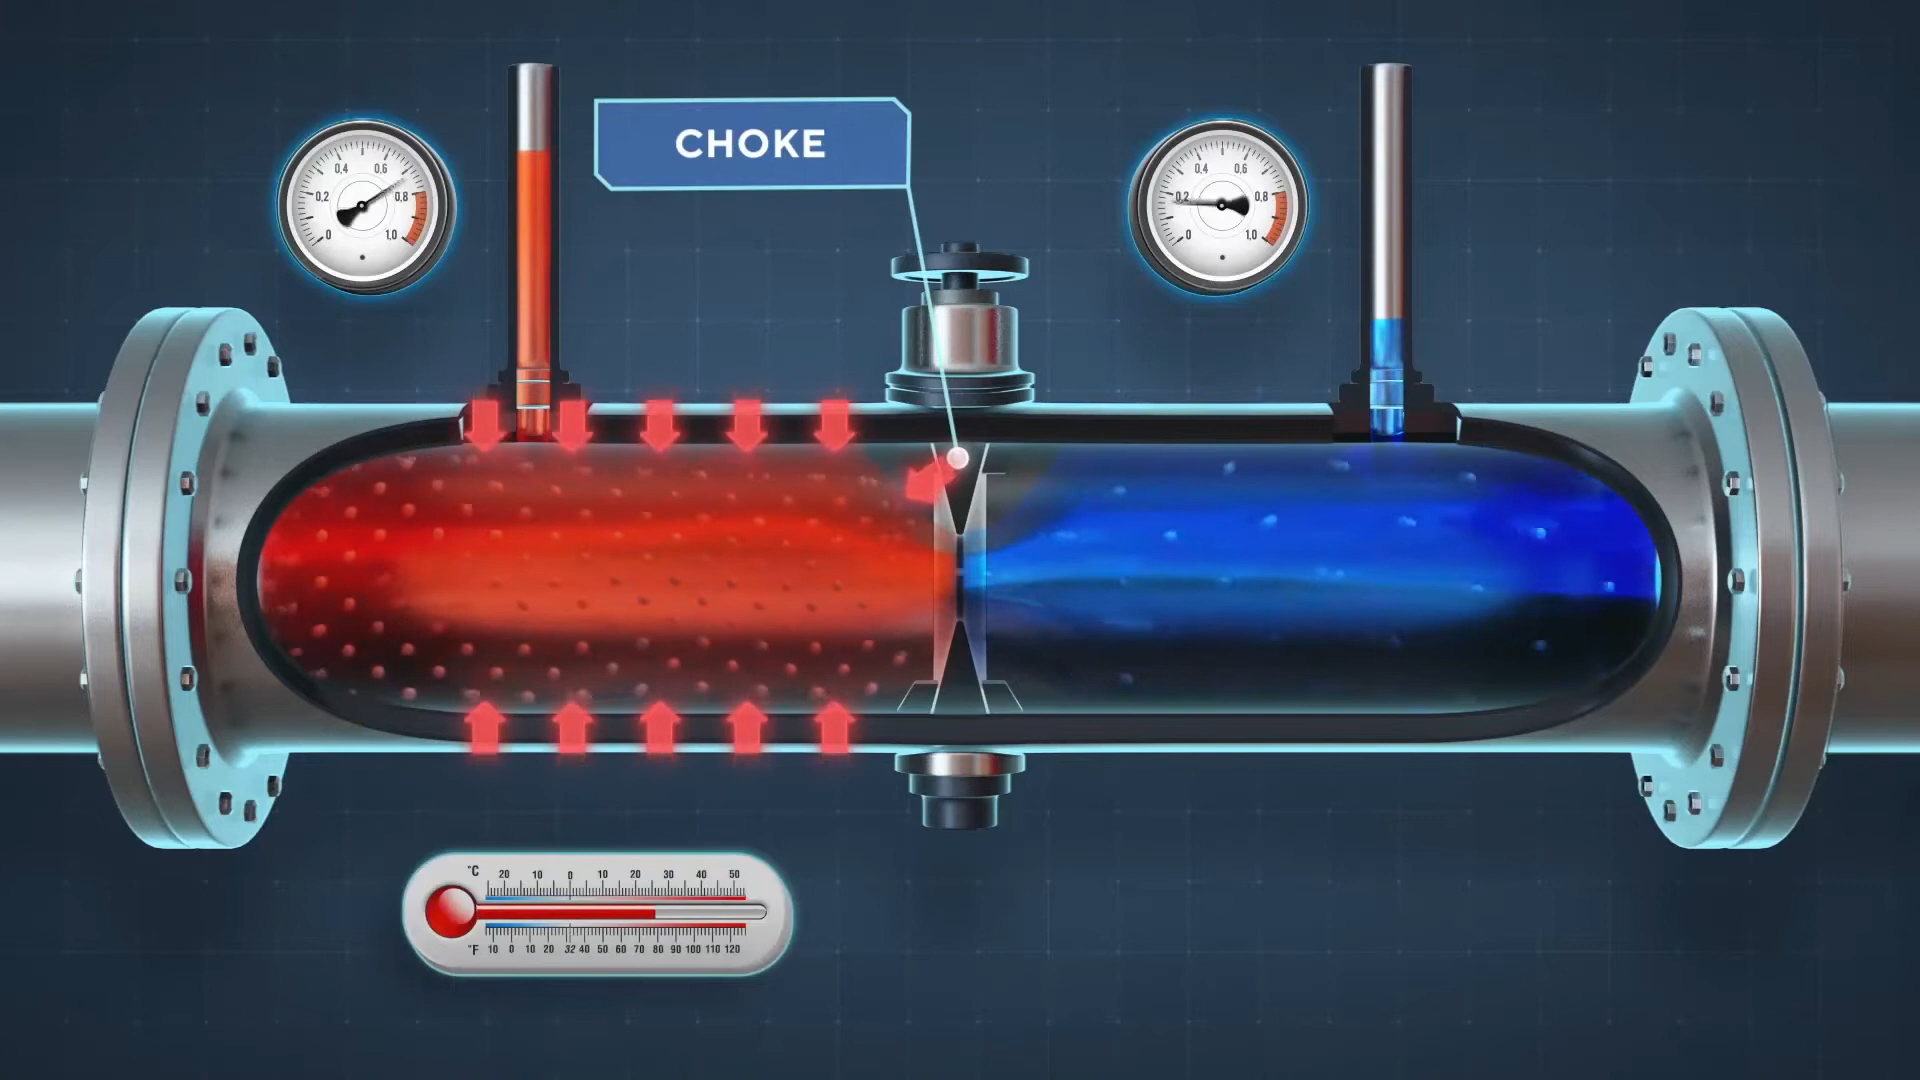 CHOKE
0,4 0,6
0,2 0,8
0 1,0
0,4 0,6
0,2 0,8
0 1,0
°C 20 10 0 10 20 30 40 50
°F 10 0 10 20 32 40 50 60 70 80 90 100 110 120